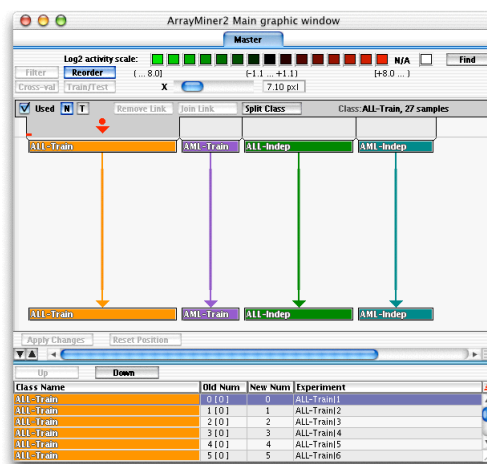 ArrayMiner2 Main graphic window
Master
Log2 activity scale: N/A Find
Filter Reorder (... 8.0] (-1.1 ... +1.1) [+8.0 ...)
Cross-val Train/Test X 7.10 pxl
Used N T Remove Link Join Link Split Class Class:ALL-Train, 27 samples
ALL-Train AML-Train ALL-Indep AML-Indep
ALL-Train AML-Train ALL-Indep AML-Indep
Apply Changes Reset Position
Up Down
Class Name Old Num New Num Experiment
ALL-Train 0 [0] 0 ALL-Train|1
ALL-Train 1 [0] 1 ALL-Train|2
ALL-Train 2 [0] 2 ALL-Train|3
ALL-Train 3 [0] 3 ALL-Train|4
ALL-Train 4 [0] 4 ALL-Train|5
ALL-Train 5 [0] 5 ALL-Train|6